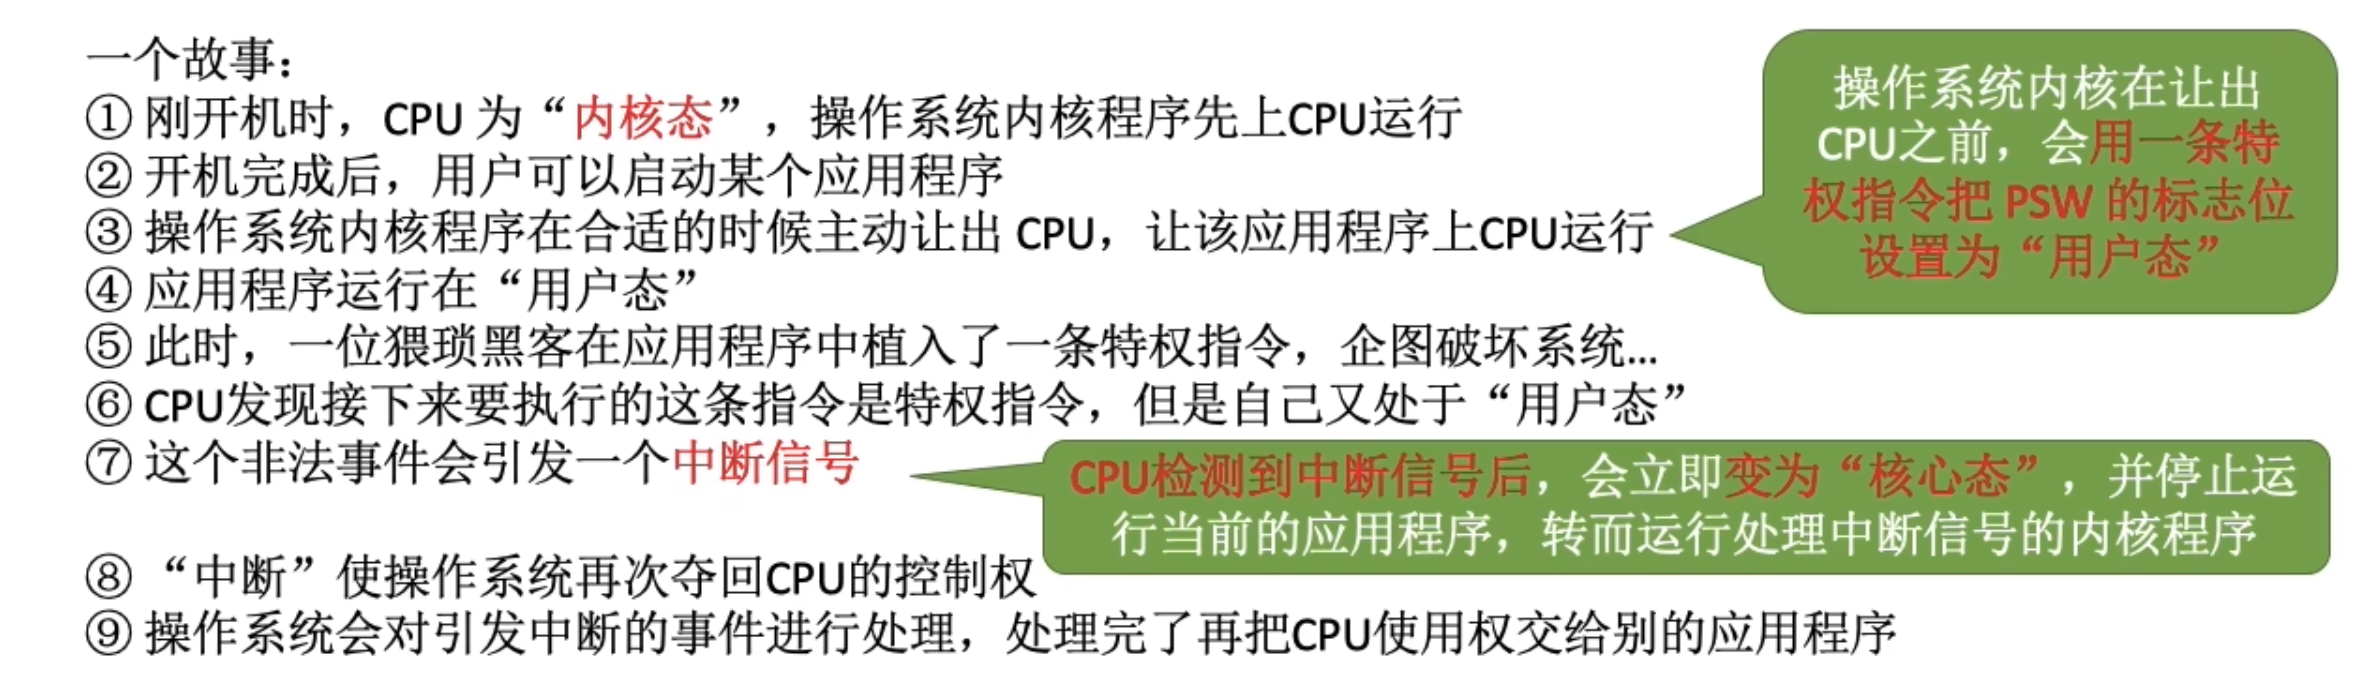 一个故事：
① 刚开机时，CPU 为“内核态”，操作系统内核程序先上CPU运行
② 开机完成后，用户可以启动某个应用程序
③ 操作系统内核程序在合适的时候主动让出 CPU，让该应用程序上CPU运行
④ 应用程序运行在“用户态”
⑤ 此时，一位猥琐黑客在应用程序中植入了一条特权指令，企图破坏系统...
⑥ CPU发现接下来要执行的这条指令是特权指令，但是自己又处于“用户态”
⑦ 这个非法事件会引发一个中断信号
⑧ “中断”使操作系统再次夺回CPU的控制权
⑨ 操作系统会对引发中断的事件进行处理，处理完了再把CPU使用权交给别的应用程序
操作系统内核在让出
CPU之前，会用一条特
权指令把 PSW 的标志位
设置为“用户态”
CPU检测到中断信号后，会立即变为“核心态”，并停止运
行当前的应用程序，转而运行处理中断信号的内核程序